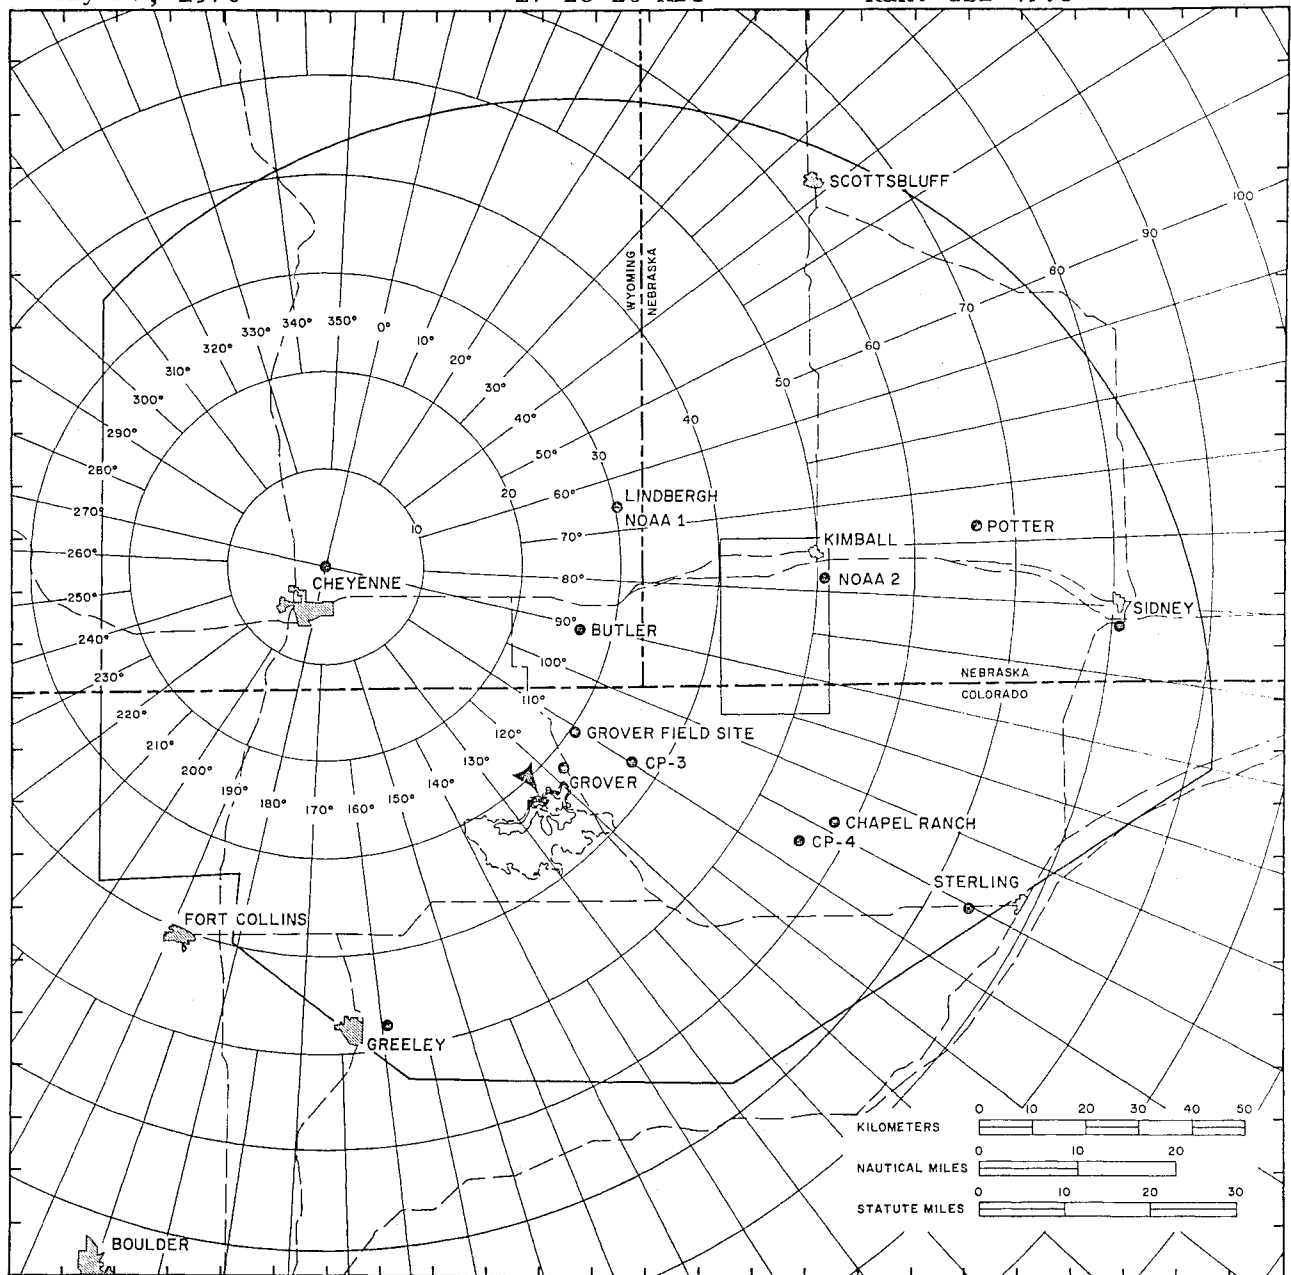 SCOTTSBLUFF
100
90
80
70
60
50
40
30
20
10
WYOMING
NEBRASKA
340° 350° 0° 10° 20° 30° 40° 50° 60° 70° 80° 90° 100° 110° 120° 130° 140° 150° 160° 170° 180° 190° 200° 210° 220° 230° 240° 250° 260° 270° 280° 290° 300° 310° 320° 330°
LINDBERGH
NOAA 1
POTTER
KIMBALL
NOAA 2
CHEYENNE
SIDNEY
BUTLER
NEBRASKA
COLORADO
GROVER FIELD SITE
CP-3
GROVER
CHAPEL RANCH
CP-4
STERLING
FORT COLLINS
GREELEY
BOULDER
0 10 20 30 40 50
KILOMETERS
0 10 20
NAUTICAL MILES
0 10 20 30
STATUTE MILES